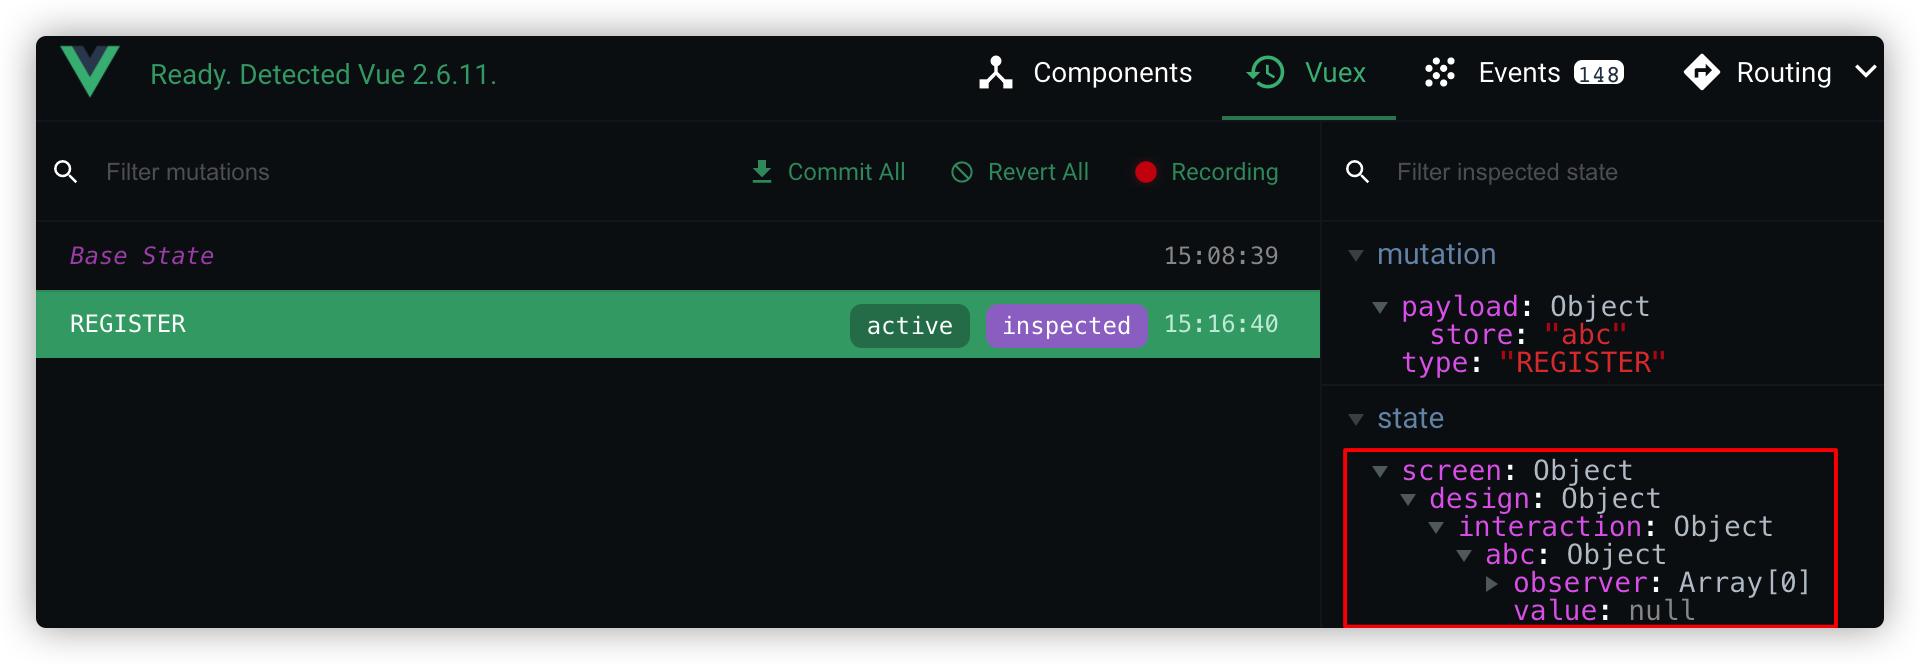 Ready. Detected Vue 2.6.11.
Components
Vuex
Events 148
Routing
Filter mutations
Commit All
Revert All
Recording
Filter inspected state
Base State
15:08:39
REGISTER
active
inspected
15:16:40
mutation
payload: Object
store: "abc"
type: "REGISTER"
state
screen: Object
design: Object
interaction: Object
abc: Object
observer: Array[0]
value: null